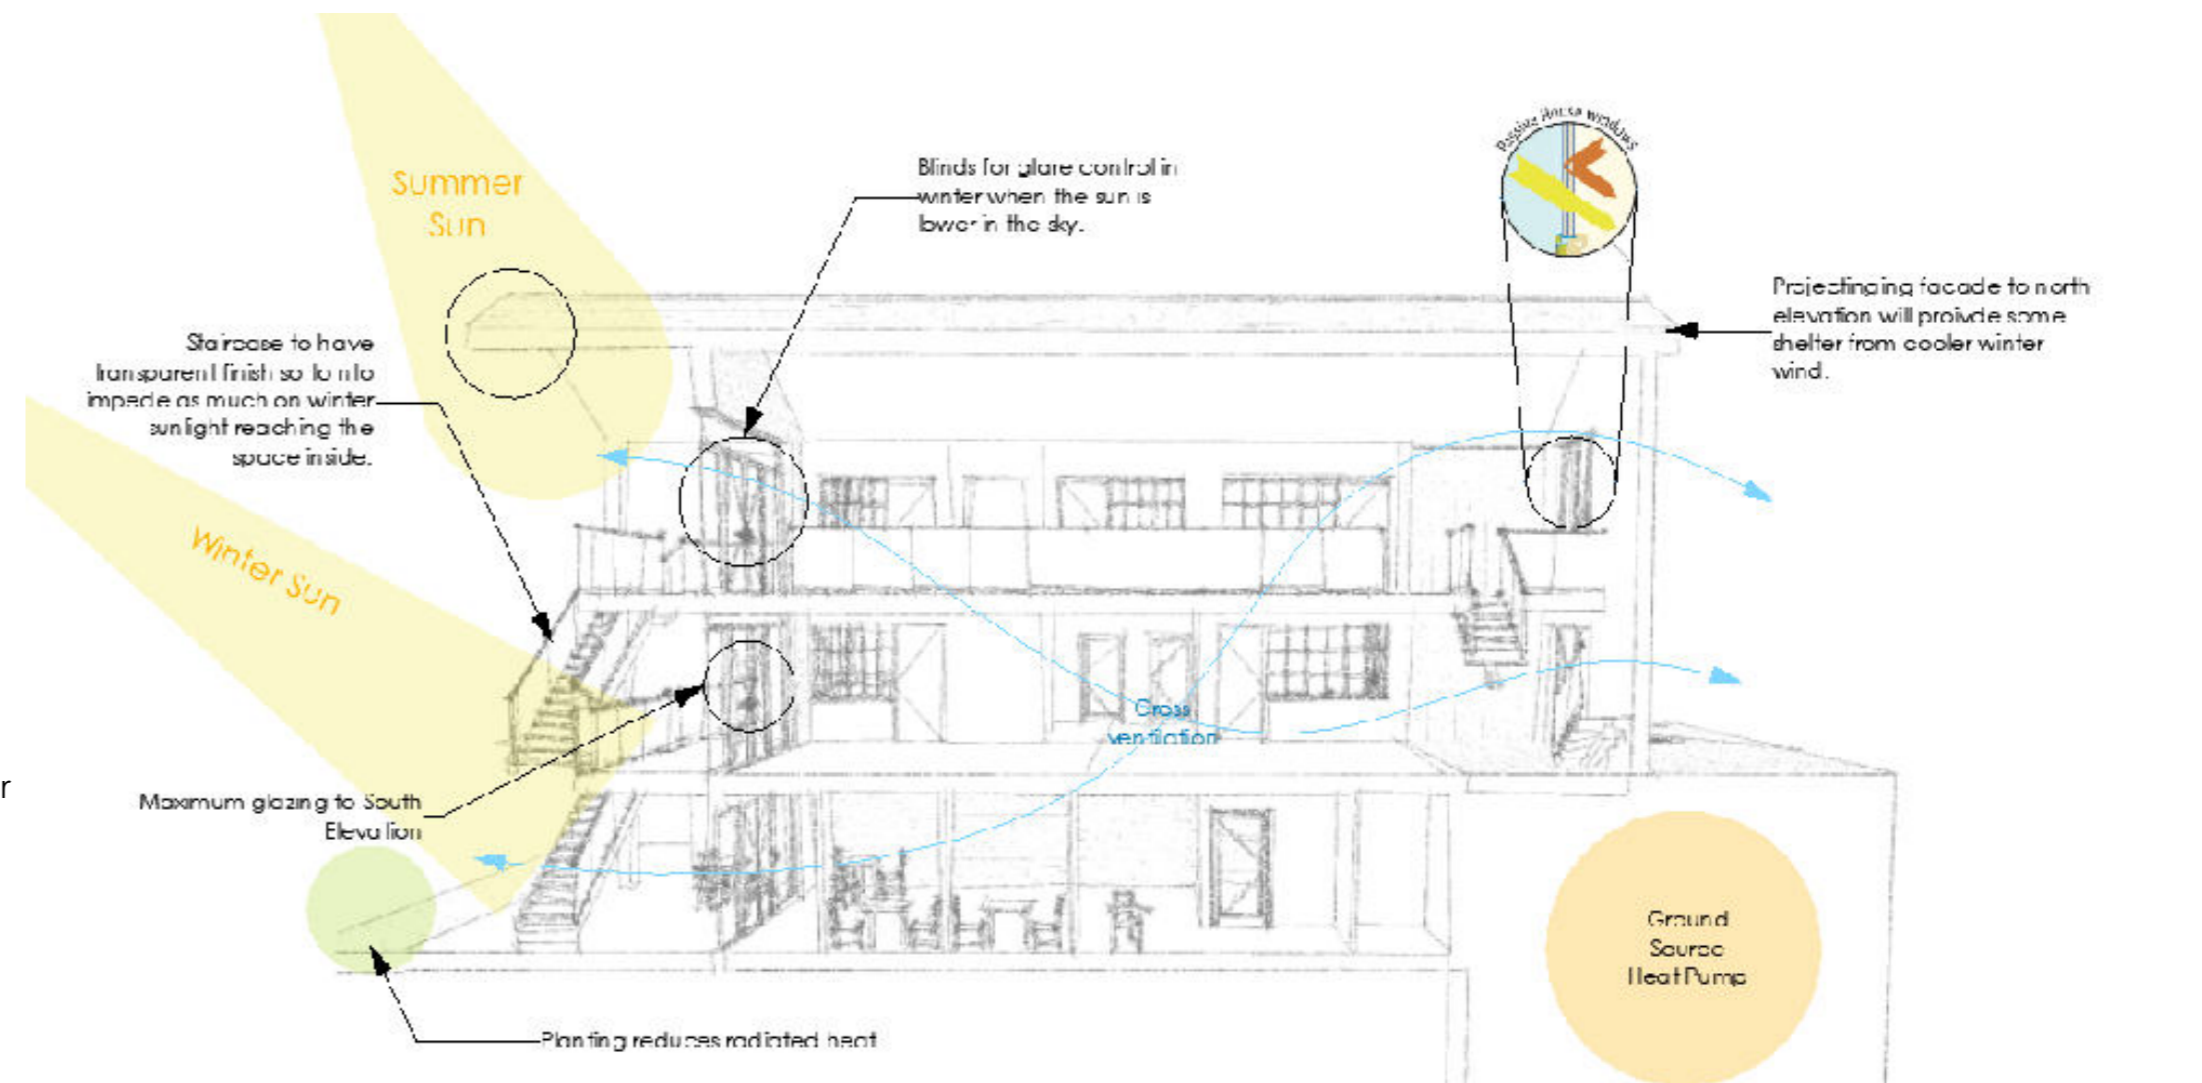 Passive House windows
Summer
Sun
Blinds for glare control in
winter when the sun is
lower in the sky.
Projectinging facade to north
elevation will proivde some
shelter from cooler winter
wind.
Staircase to have
transparent finish so to nto
impede as much on winter
sunlight reaching the
space inside.
Winter Sun
Cross
ventilation
r
Maximum glazing to South
Elevation
Ground
Source
Heat Pump
Planting reduces radiated heat